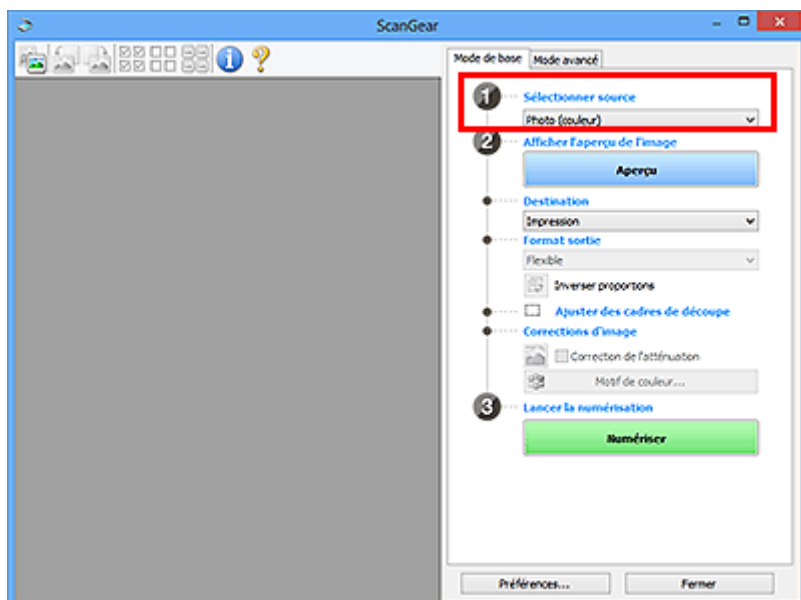 ScanGear
Mode de base Mode avancé
1 Sélectionner source
Photo (couleur)
2 Afficher l'aperçu de l'image
Aperçu
Destination
Impression
Format sortie
Flexible
Inverser proportions
Ajuster des cadres de découpe
Corrections d'image
Correction de l'atténuation
Motif de couleur...
3 Lancer la numérisation
Numériser
Préférences... Fermer